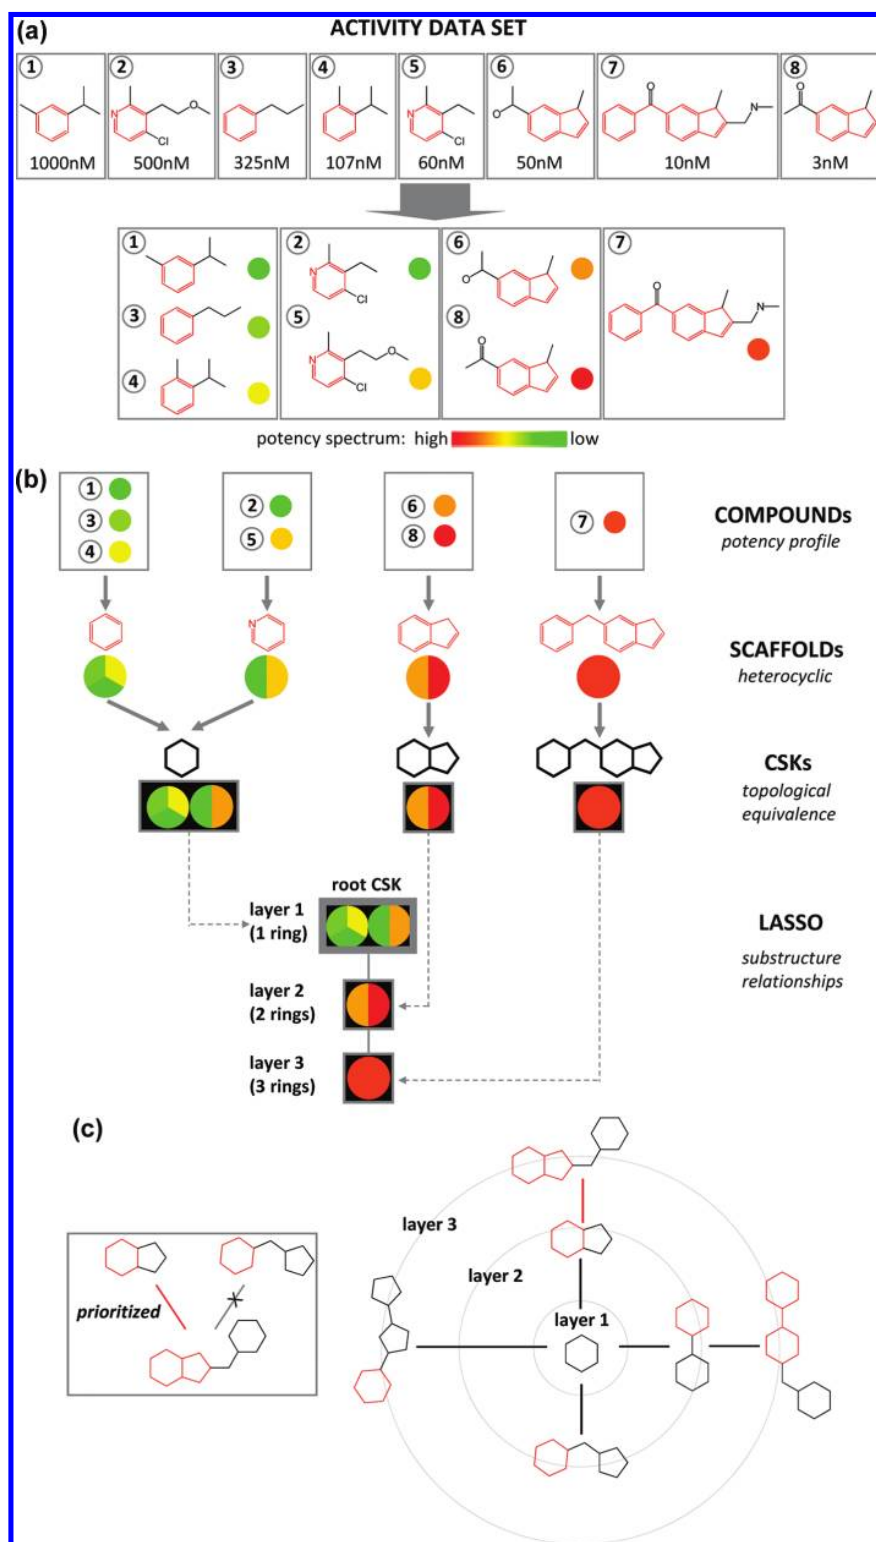 (a) ACTIVITY DATA SET
1 2 3 4 5 6 7 8
N Cl O N Cl O O N O
1000nM 500nM 325nM 107nM 60nM 50nM 10nM 3nM
1 2 6 7
N Cl O O N
3 5 8
4 N O Cl O
potency spectrum: high low
(b)
1 3 4 2 5 6 8 7 COMPOUNDs
potency profile
N
SCAFFOLDs
heterocyclic
CSKs
topological
equivalence
root CSK
layer 1
(1 ring)
LASSO
substructure
relationships
layer 2
(2 rings)
layer 3
(3 rings)
(c)
prioritized
layer 3
layer 2
layer 1